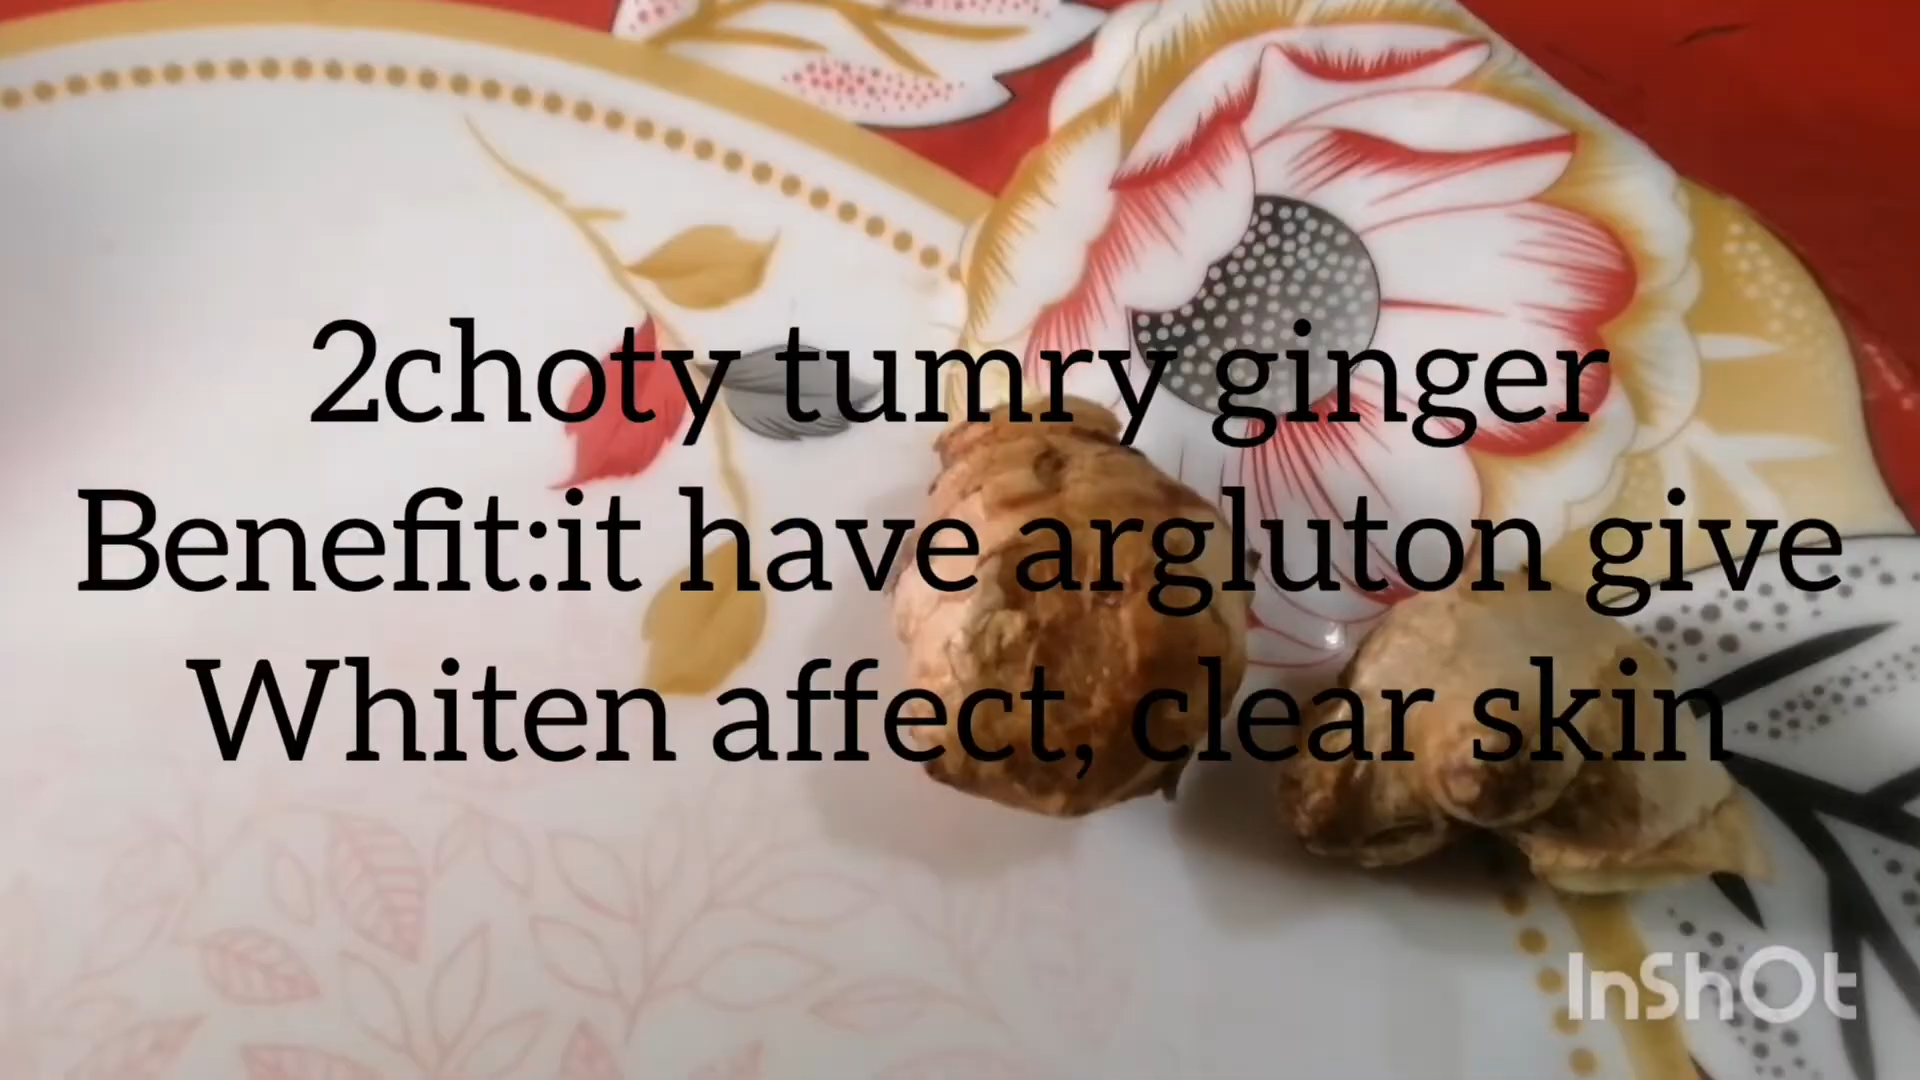 2choty tumry ginger
Benefit:it have argluton give
Whiten affect, clear skin
InShOt